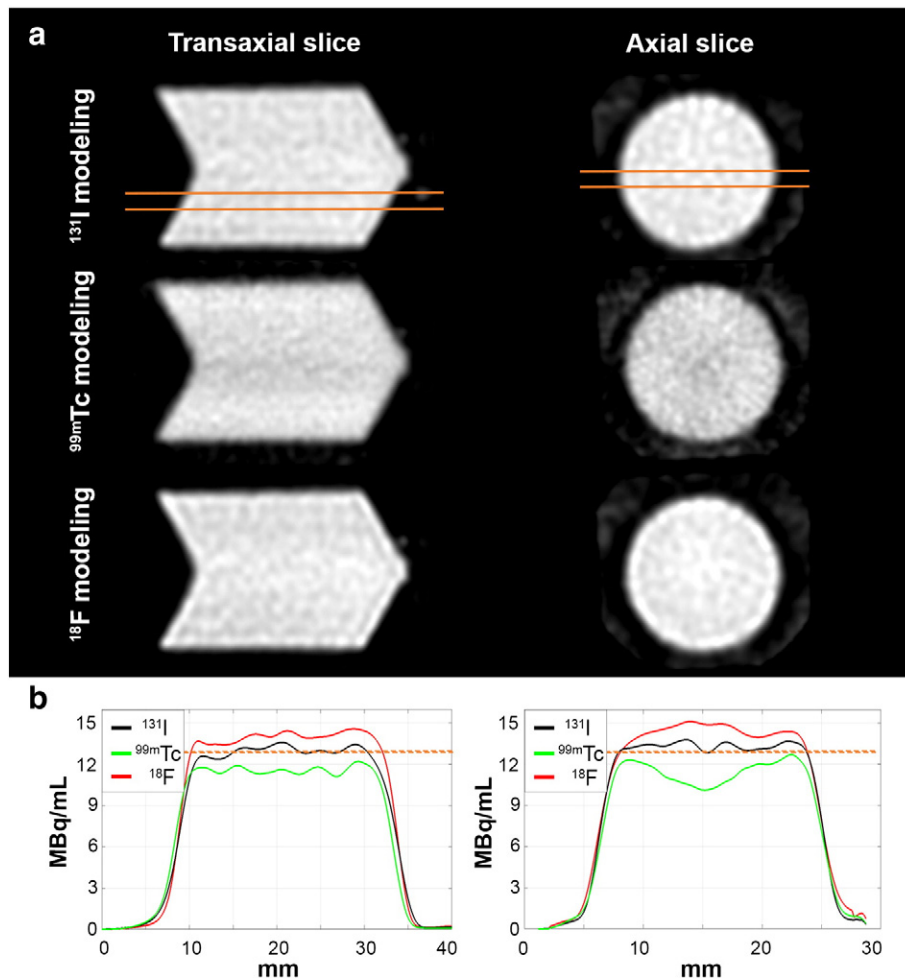 a
Transaxial slice
Axial slice
¹³¹I modeling
⁹⁹ᵐTc modeling
¹⁸F modeling
b
15
12
9
6
3
0
MBq/mL
¹³¹I
⁹⁹ᵐTc
¹⁸F
0
10
20
30
40
mm
15
12
9
6
3
0
MBq/mL
¹³¹I
⁹⁹ᵐTc
¹⁸F
0
10
20
30
mm